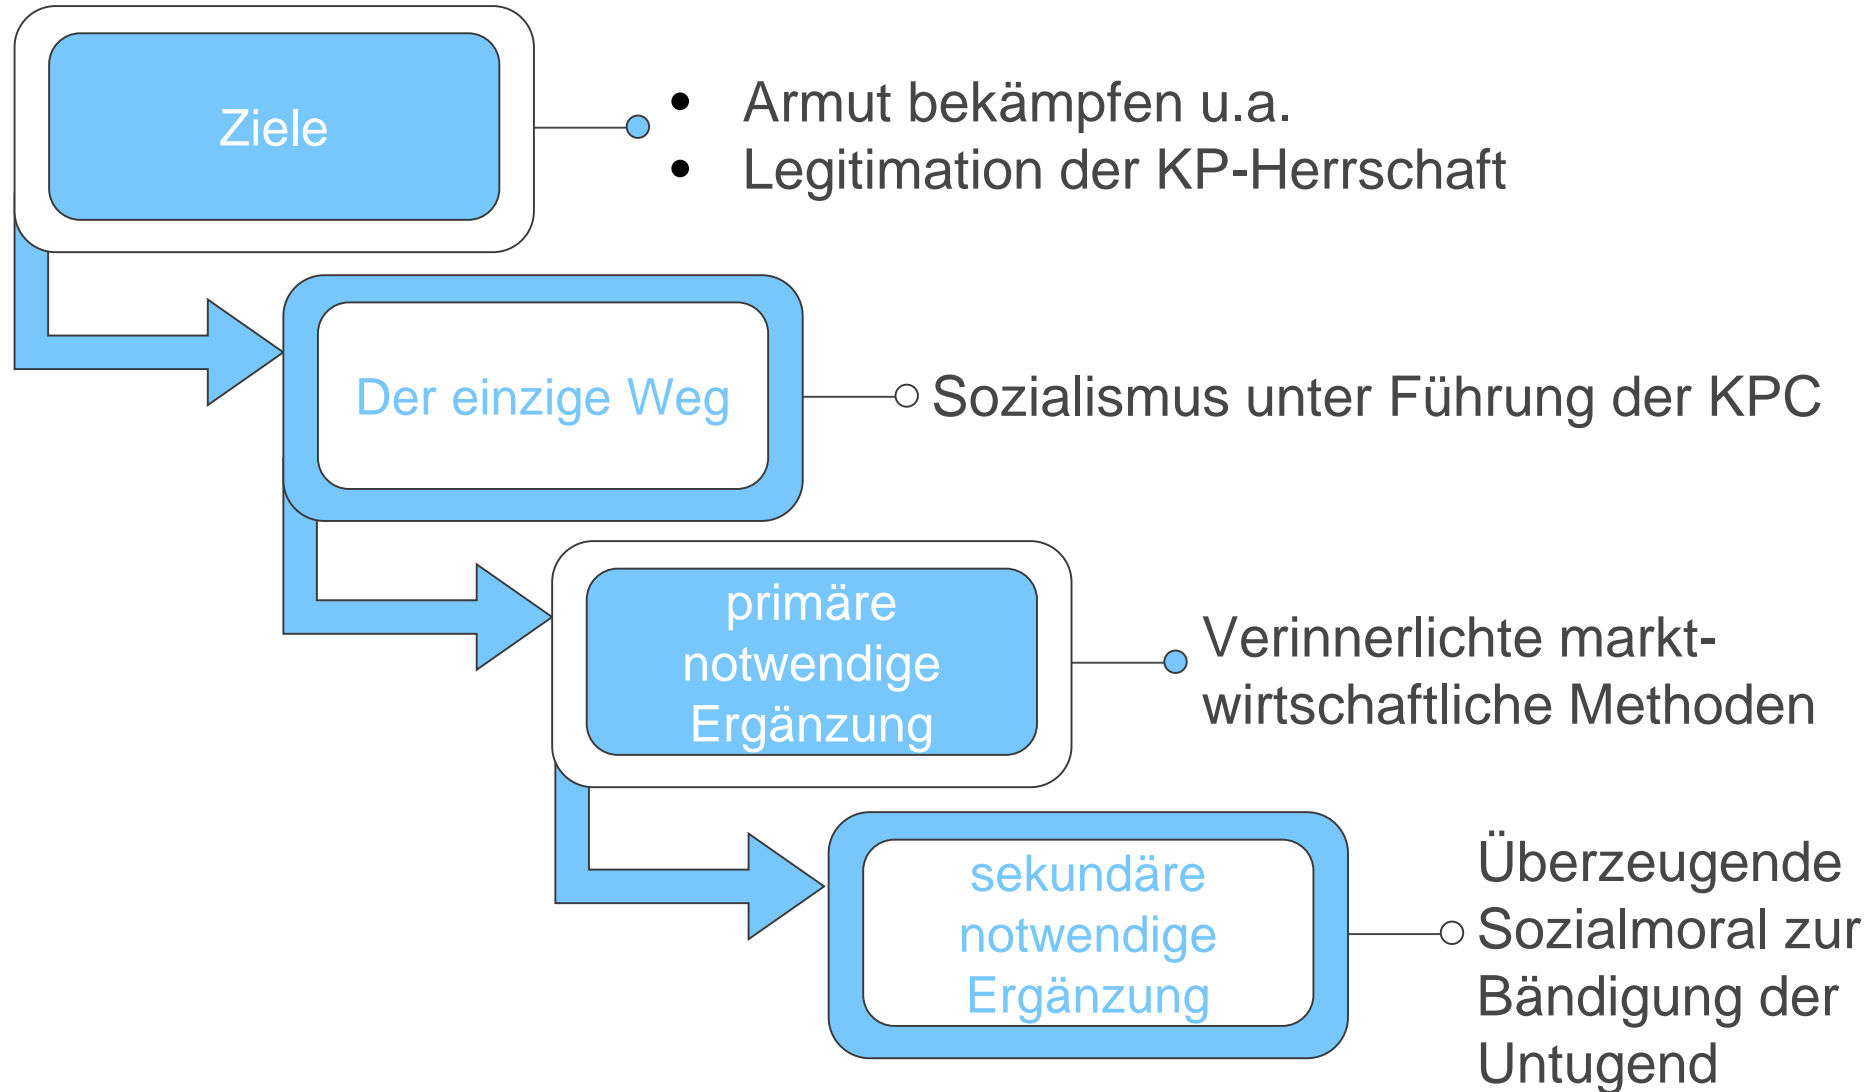 Ziele
• Armut bekämpfen u.a.
• Legitimation der KP-Herrschaft
Der einzige Weg
Sozialismus unter Führung der KPC
primäre
notwendige
Ergänzung
Verinnerlichte markt-
wirtschaftliche Methoden
sekundäre
notwendige
Ergänzung
Überzeugende
Sozialmoral zur
Bändigung der
Untugend